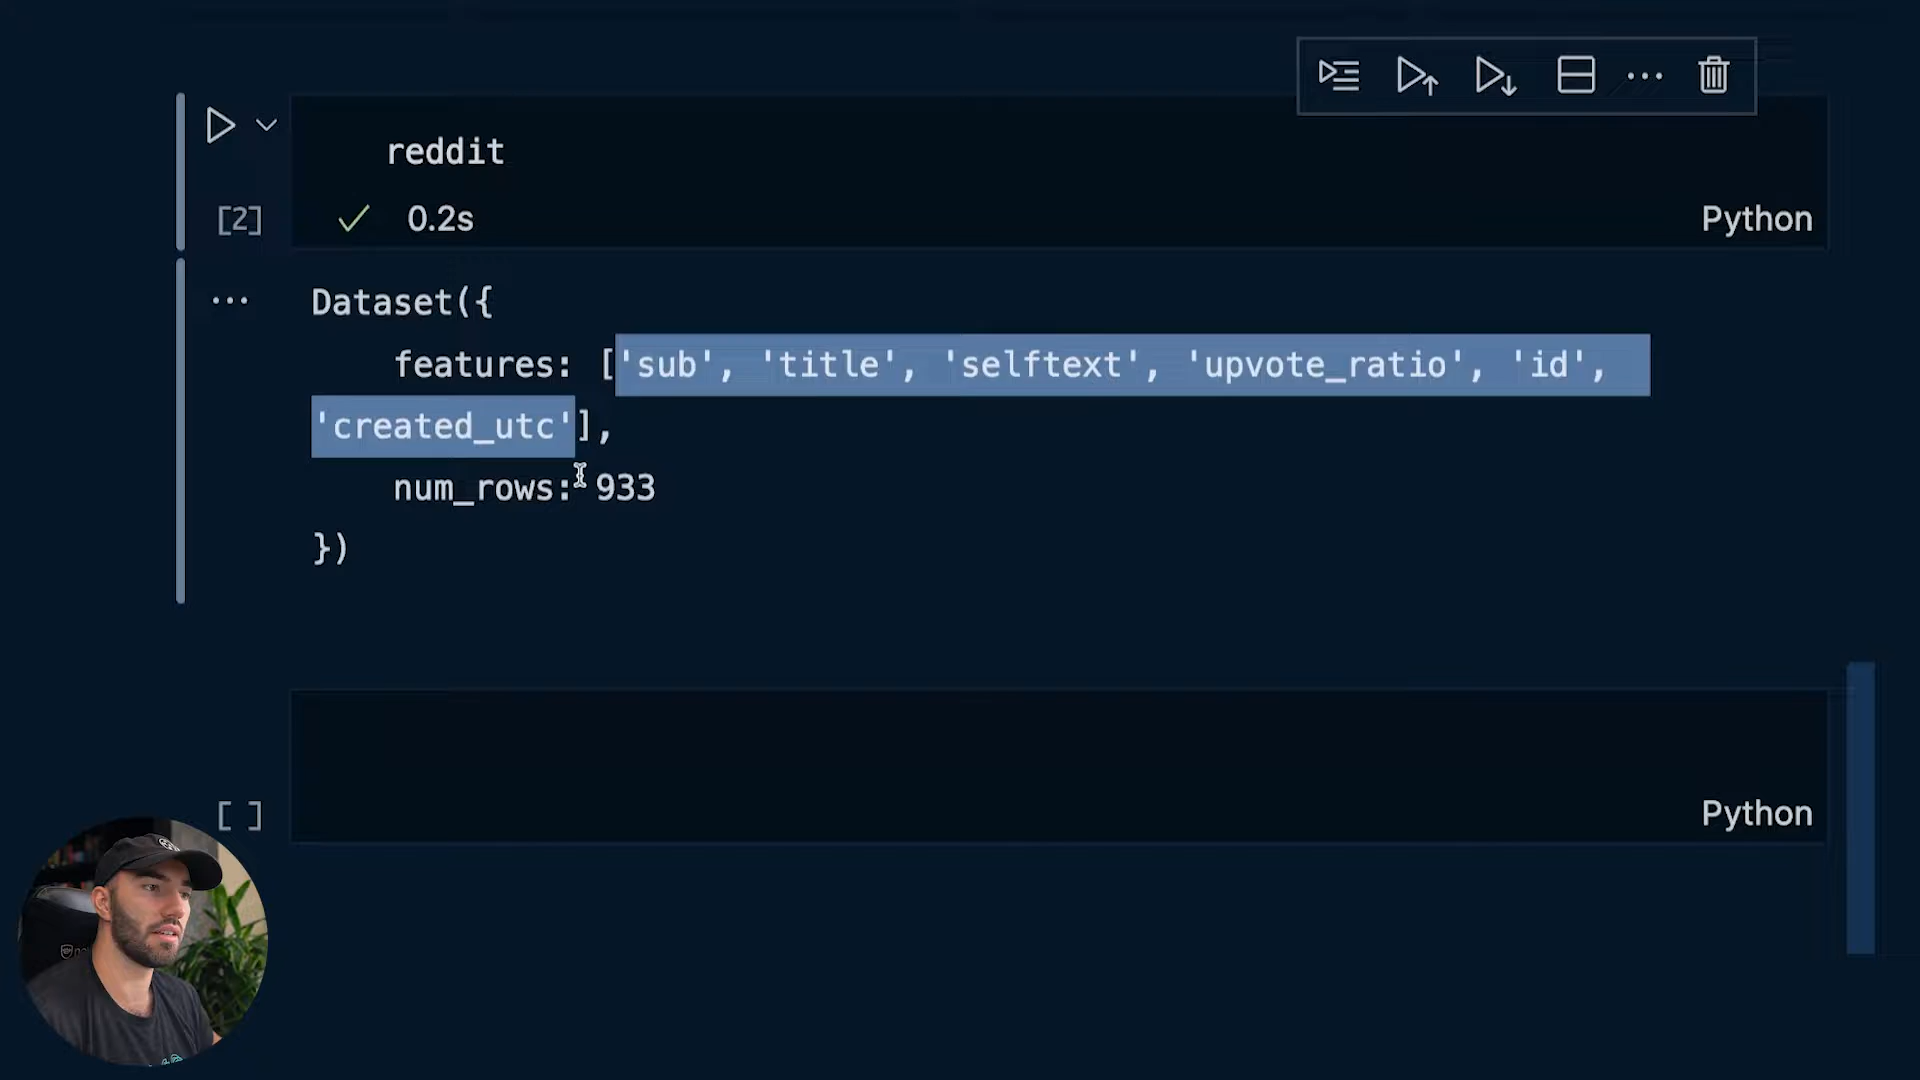 reddit
[2] 0.2s Python
Dataset({
features: ['sub', 'title', 'selftext', 'upvote_ratio', 'id',
'created_utc'],
num_rows: 933
})
[ ] Python